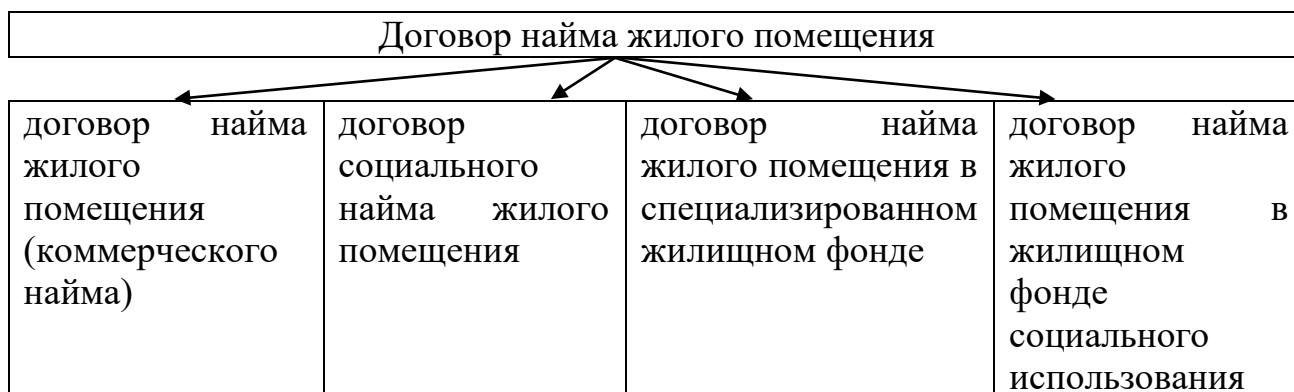 Договор найма жилого помещения
договор найма
жилого
помещения
(коммерческого
найма)
договор
социального
найма жилого
помещения
договор найма
жилого помещения в
специализированном
жилищном фонде
договор найма
жилого
помещения в
жилищном
фонде
социального
использования